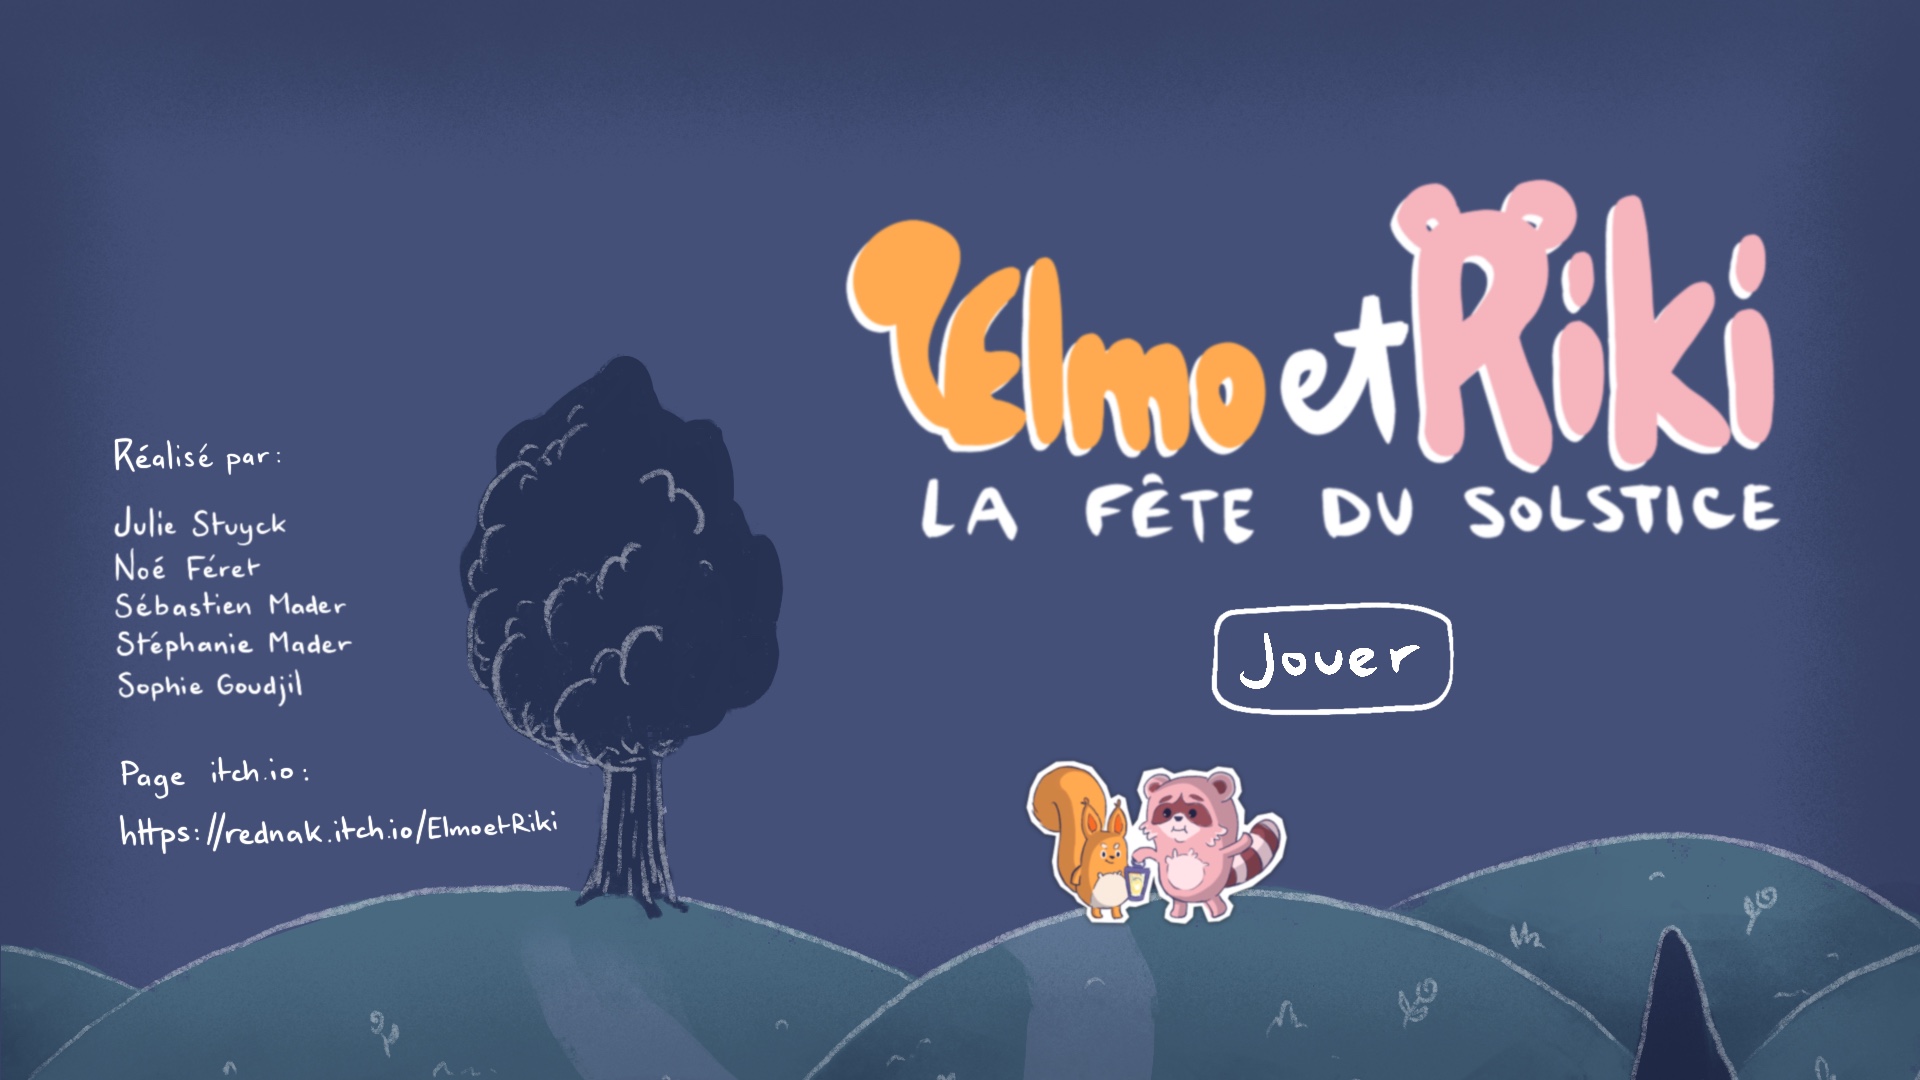 Elmo et Riki
LA FÊTE DU SOLSTICE
Jouer
Réalisé par:
Julie Stuyck
Noé Féret
Sébastien Mader
Stéphanie Mader
Sophie Goudjil
Page itch.io:
https://rednak.itch.io/ElmoetRiki